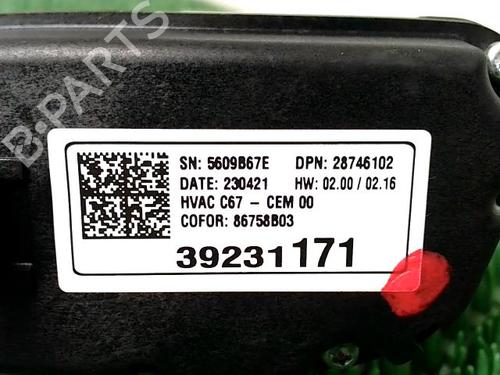 B-PARTS
SN: 5609B67E DPN: 28746102
DATE: 230421 HW: 02.00 / 02.16
HVAC C67 - CEM 00
COFOR: 86758B03
39231171